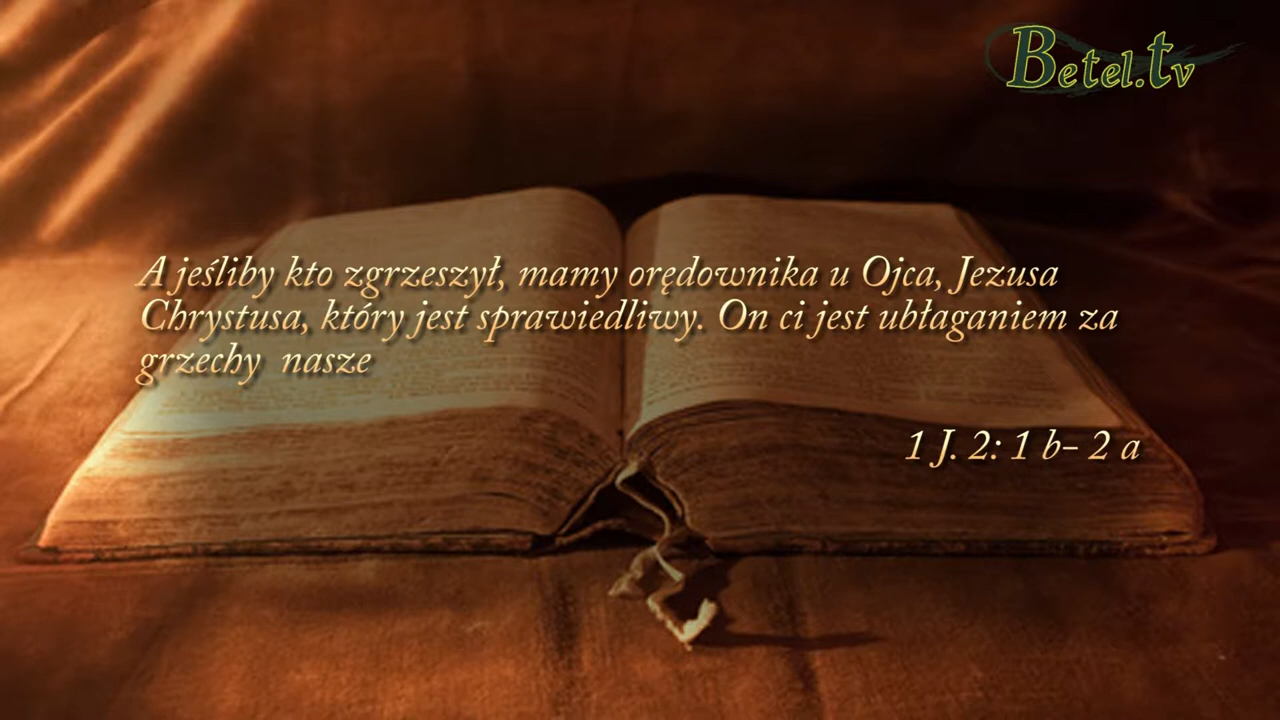 Betel.tv
A jeśliby kto zgrzeszył, mamy orędownika u Ojca, Jezusa
Chrystusa, który jest sprawiedliwy. On ci jest ubłaganiem za
grzechy nasze
1 J. 2: 1 b- 2 a